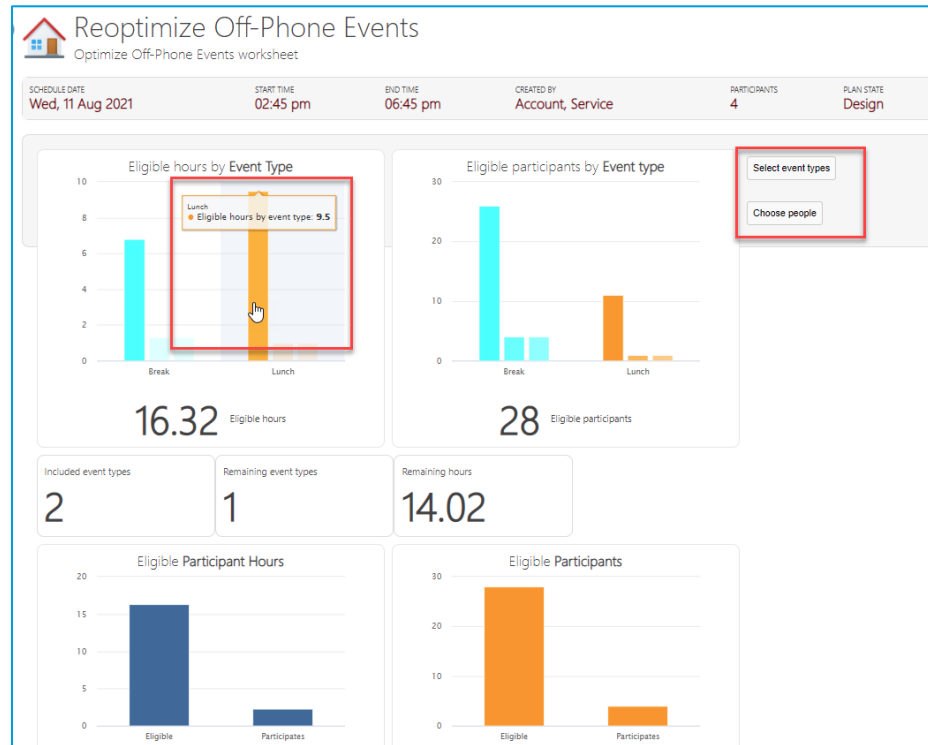 Reoptimize Off-Phone Events
Optimize Off-Phone Events worksheet
SCHEDULE DATE START TIME END TIME CREATED BY PARTICIPANTS PLAN STATE
Wed, 11 Aug 2021 02:45 pm 06:45 pm Account, Service 4 Design
Eligible hours by Event Type
10
8
6
4
2
0
Lunch
Eligible hours by event type: 9.5
Break Lunch
16.32 Eligible hours
Eligible participants by Event type
30
20
10
0
Break Lunch
28 Eligible participants
Select event types
Choose people
Included event types
2
Remaining event types
1
Remaining hours
14.02
Eligible Participant Hours
20
15
10
5
0
Eligible Participates
Eligible Participants
30
20
10
0
Eligible Participates